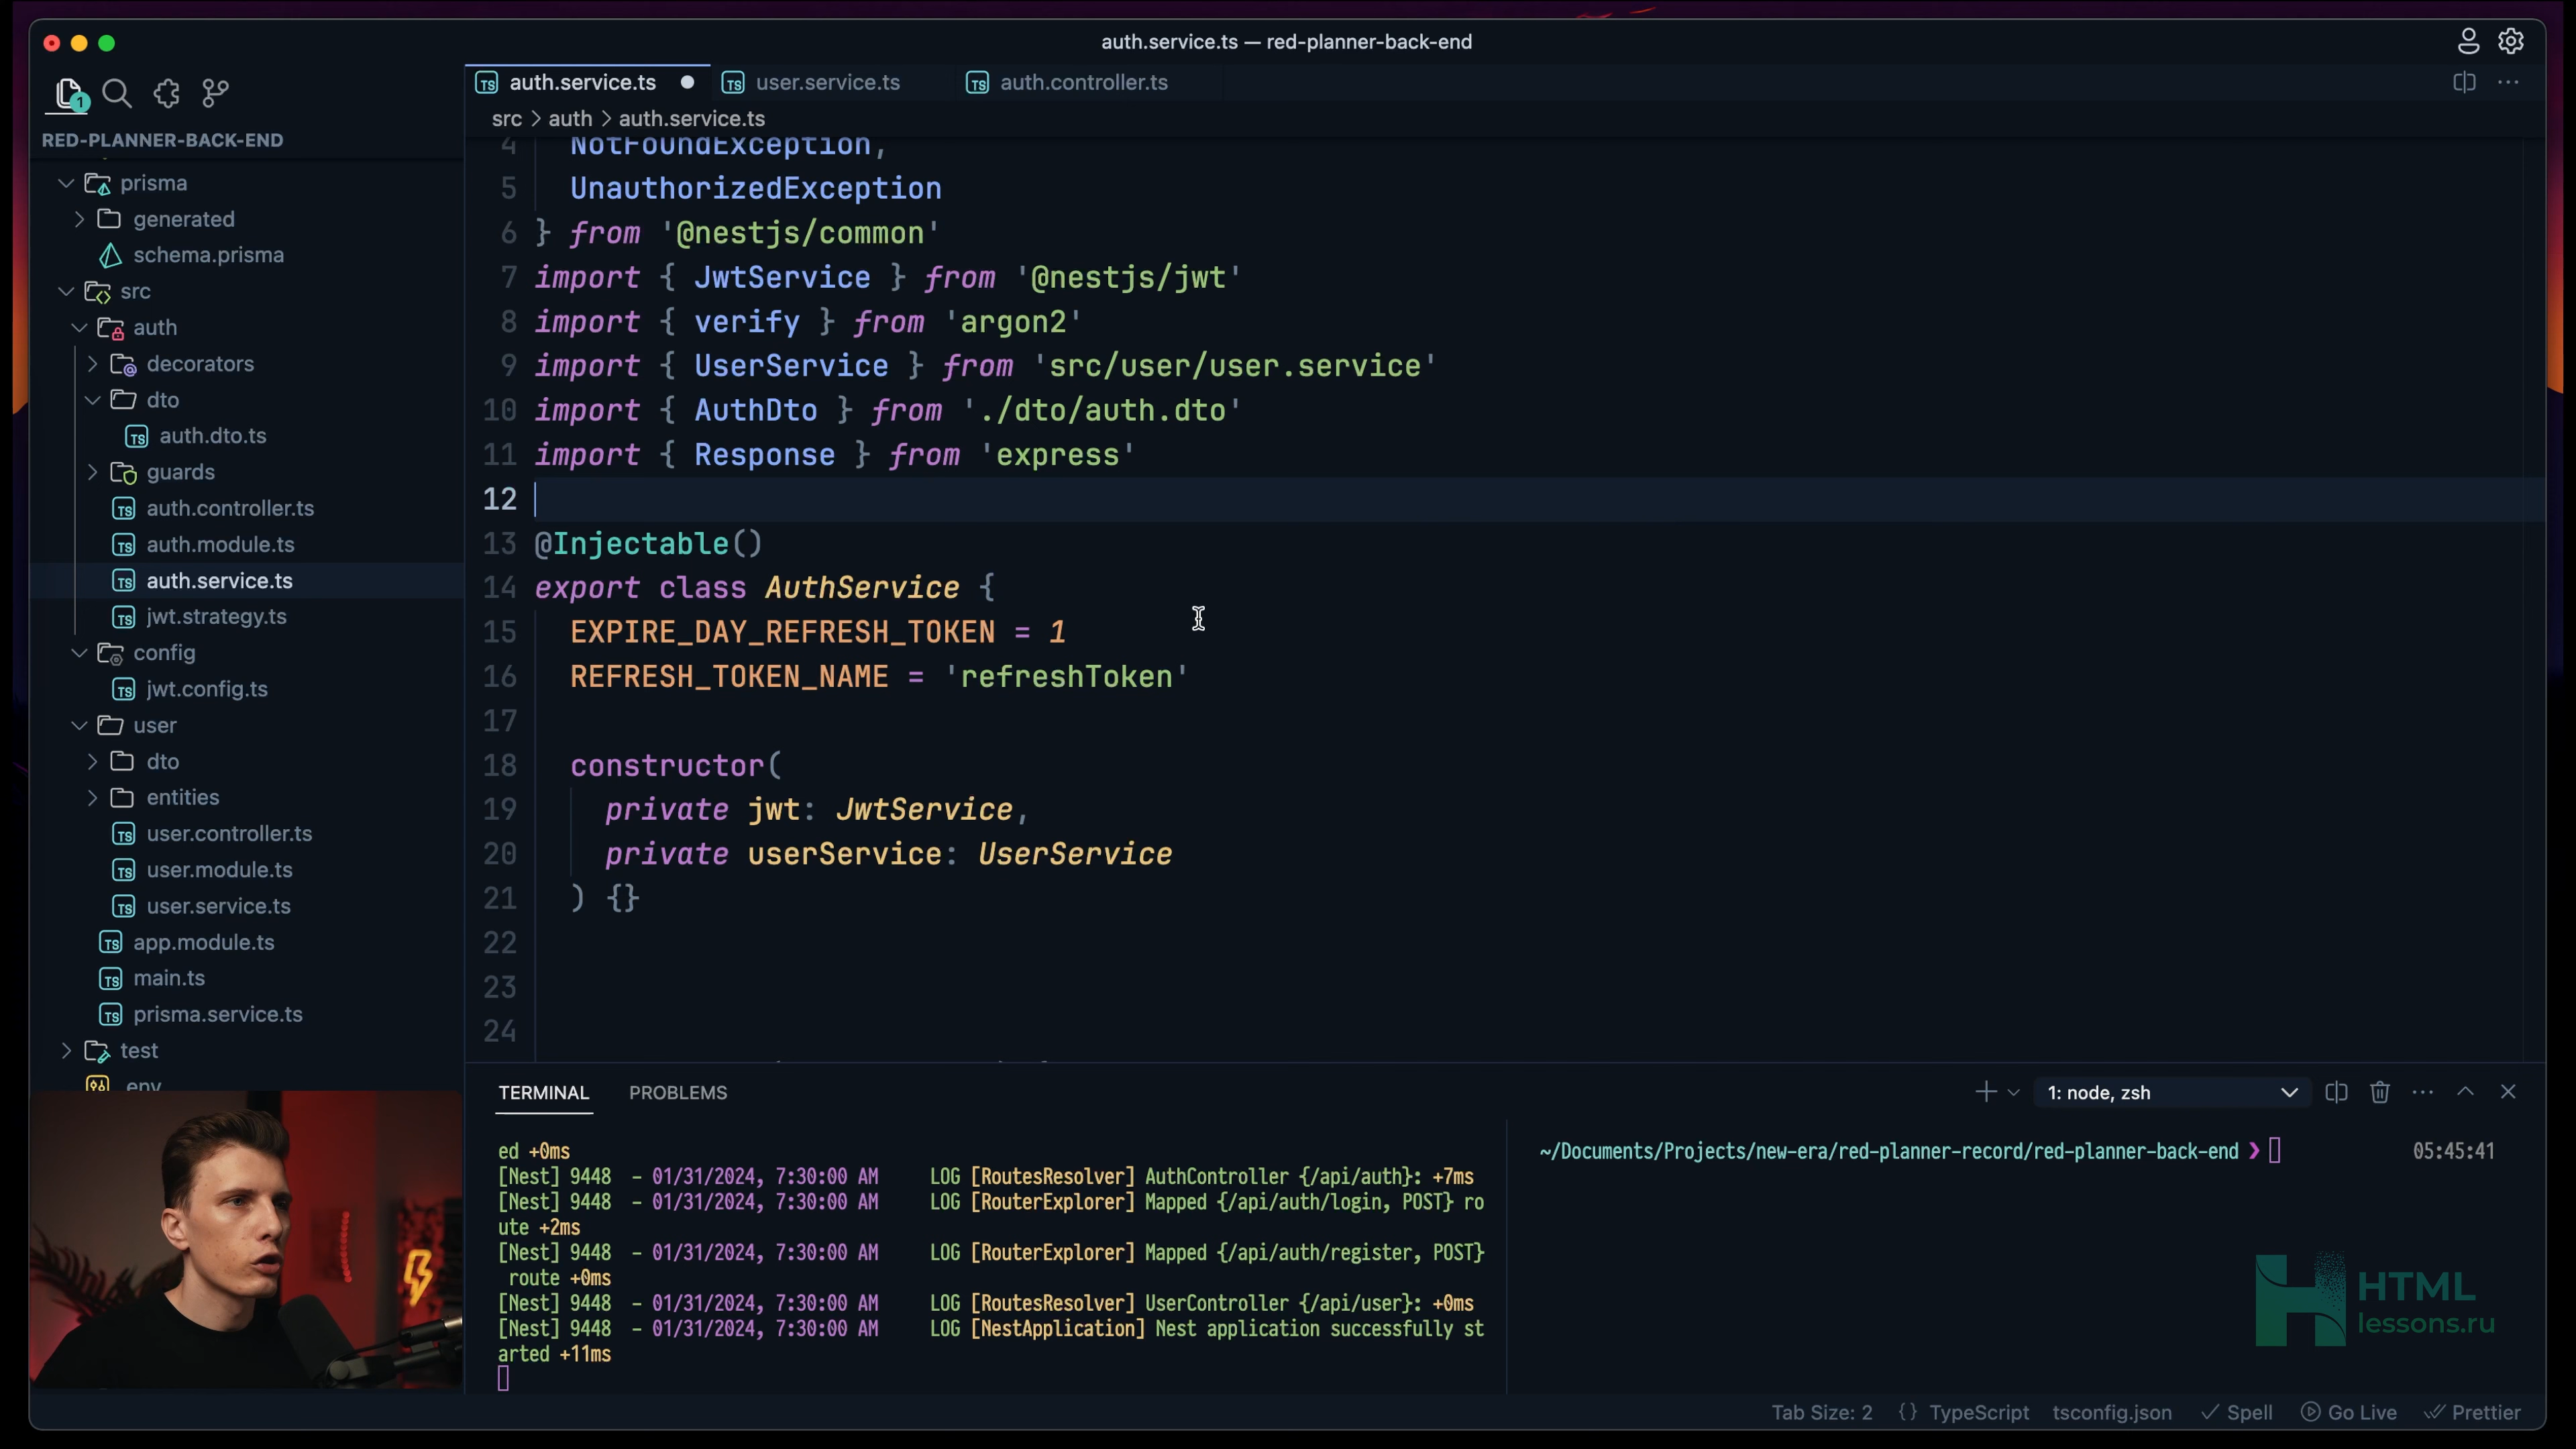 auth.service.ts — red-planner-back-end
1
auth.service.ts
user.service.ts
auth.controller.ts
RED-PLANNER-BACK-END
src > auth > auth.service.ts
prisma
generated
schema.prisma
src
auth
decorators
dto
auth.dto.ts
guards
auth.controller.ts
auth.module.ts
auth.service.ts
jwt.strategy.ts
config
jwt.config.ts
user
dto
entities
user.controller.ts
user.module.ts
user.service.ts
app.module.ts
main.ts
prisma.service.ts
test
.env
4 NotFoundException,
5 UnauthorizedException
6 } from '@nestjs/common'
7 import { JwtService } from '@nestjs/jwt'
8 import { verify } from 'argon2'
9 import { UserService } from 'src/user/user.service'
10 import { AuthDto } from './dto/auth.dto'
11 import { Response } from 'express'
12
13 @Injectable()
14 export class AuthService {
15 EXPIRE_DAY_REFRESH_TOKEN = 1
16 REFRESH_TOKEN_NAME = 'refreshToken'
17
18 constructor(
19 private jwt: JwtService,
20 private userService: UserService
21 ) {}
22
23
24
TERMINAL
PROBLEMS
1: node, zsh
ed +0ms
[Nest] 9448 - 01/31/2024, 7:30:00 AM LOG [RoutesResolver] AuthController {/api/auth}: +7ms
[Nest] 9448 - 01/31/2024, 7:30:00 AM LOG [RouterExplorer] Mapped {/api/auth/login, POST} ro
ute +2ms
[Nest] 9448 - 01/31/2024, 7:30:00 AM LOG [RouterExplorer] Mapped {/api/auth/register, POST}
route +0ms
[Nest] 9448 - 01/31/2024, 7:30:00 AM LOG [RoutesResolver] UserController {/api/user}: +0ms
[Nest] 9448 - 01/31/2024, 7:30:00 AM LOG [NestApplication] Nest application successfully st
arted +11ms
~/Documents/Projects/new-era/red-planner-record/red-planner-back-end ❯
05:45:41
HTML
lessons.ru
Tab Size: 2
{} TypeScript
tsconfig.json
Spell
Go Live
Prettier